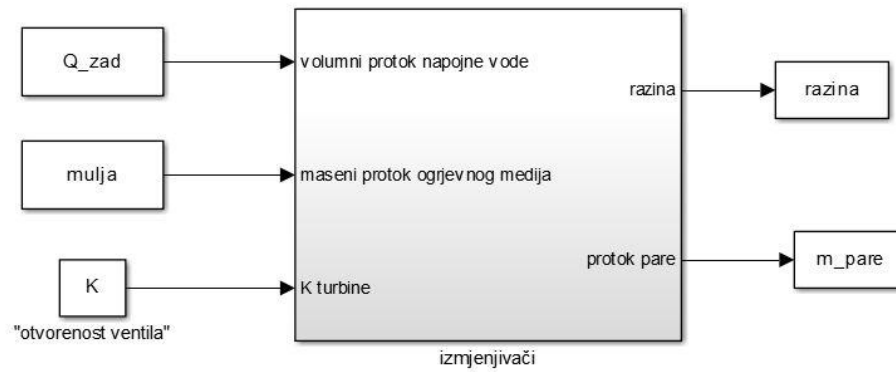 Q_zad
volumni protok napojne vode
razina
razina
mulja
maseni protok ogrjevnog medija
protok pare
m_pare
K
K turbine
"otvorenost ventila"
izmjenjivači